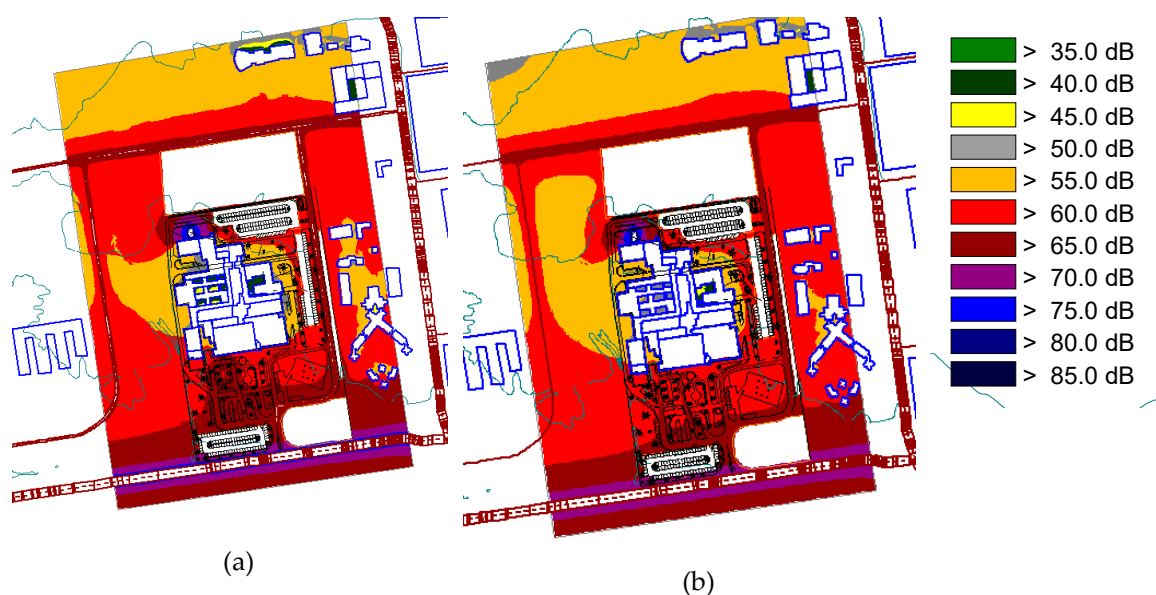 > 35.0 dB
> 40.0 dB
> 45.0 dB
> 50.0 dB
> 55.0 dB
> 60.0 dB
> 65.0 dB
> 70.0 dB
> 75.0 dB
> 80.0 dB
> 85.0 dB
(a)
(b)